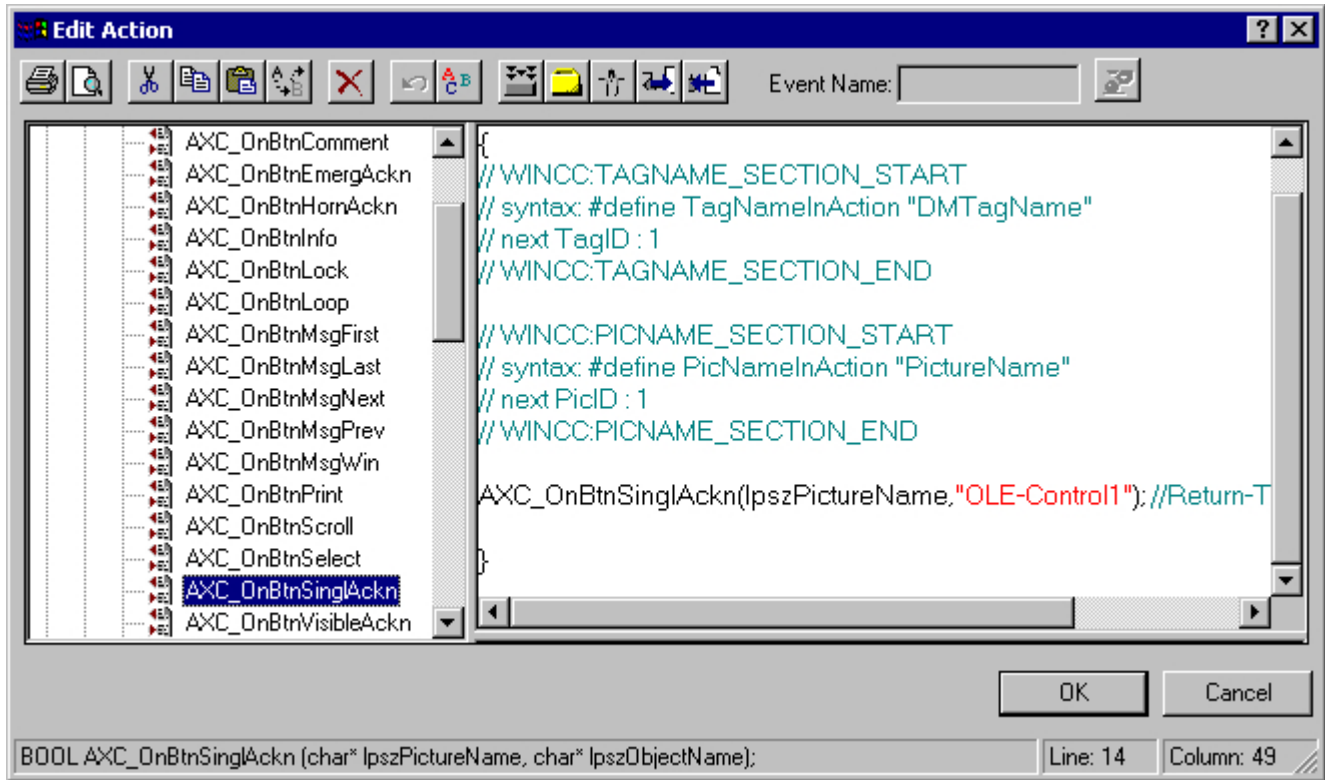 Edit Action
Event Name:
AXC_OnBtnComment
AXC_OnBtnEmergAckn
AXC_OnBtnHornAckn
AXC_OnBtnInfo
AXC_OnBtnLock
AXC_OnBtnLoop
AXC_OnBtnMsgFirst
AXC_OnBtnMsgLast
AXC_OnBtnMsgNext
AXC_OnBtnMsgPrev
AXC_OnBtnMsgWin
AXC_OnBtnPrint
AXC_OnBtnScroll
AXC_OnBtnSelect
AXC_OnBtnSinglAckn
AXC_OnBtnVisibleAckn
{
// WINCC:TAGNAME_SECTION_START
// syntax: #define TagNameInAction "DMTagName"
// next TagID : 1
// WINCC:TAGNAME_SECTION_END
// WINCC:PICNAME_SECTION_START
// syntax: #define PicNameInAction "PictureName"
// next PicID : 1
// WINCC:PICNAME_SECTION_END
AXC_OnBtnSinglAckn(lpszPictureName,"OLE-Control1"); //Return-T
}
OK
Cancel
BOOL AXC_OnBtnSinglAckn (char* lpszPictureName, char* lpszObjectName);
Line: 14
Column: 49